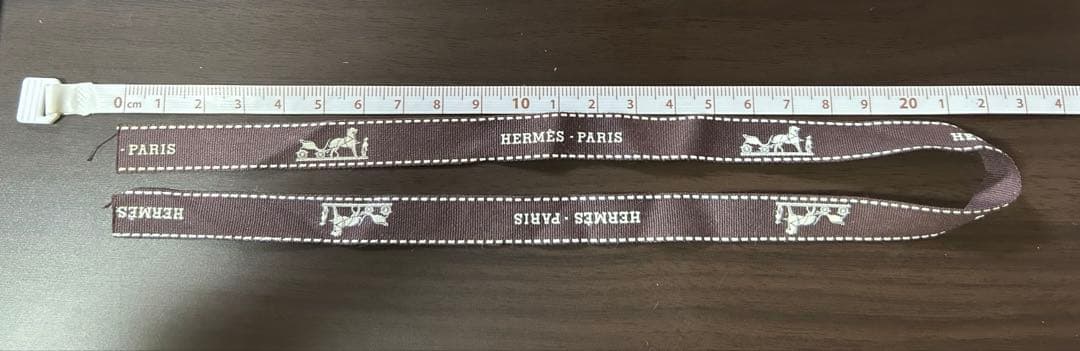 0 cm 1 2 3 4 5 6 7 8 9 10 1 2 3 4 5 6 7 8 9 20 1 2 3 4
- PARIS HERMÈS - PARIS HE
HERMÈS HERMÈS - PARIS